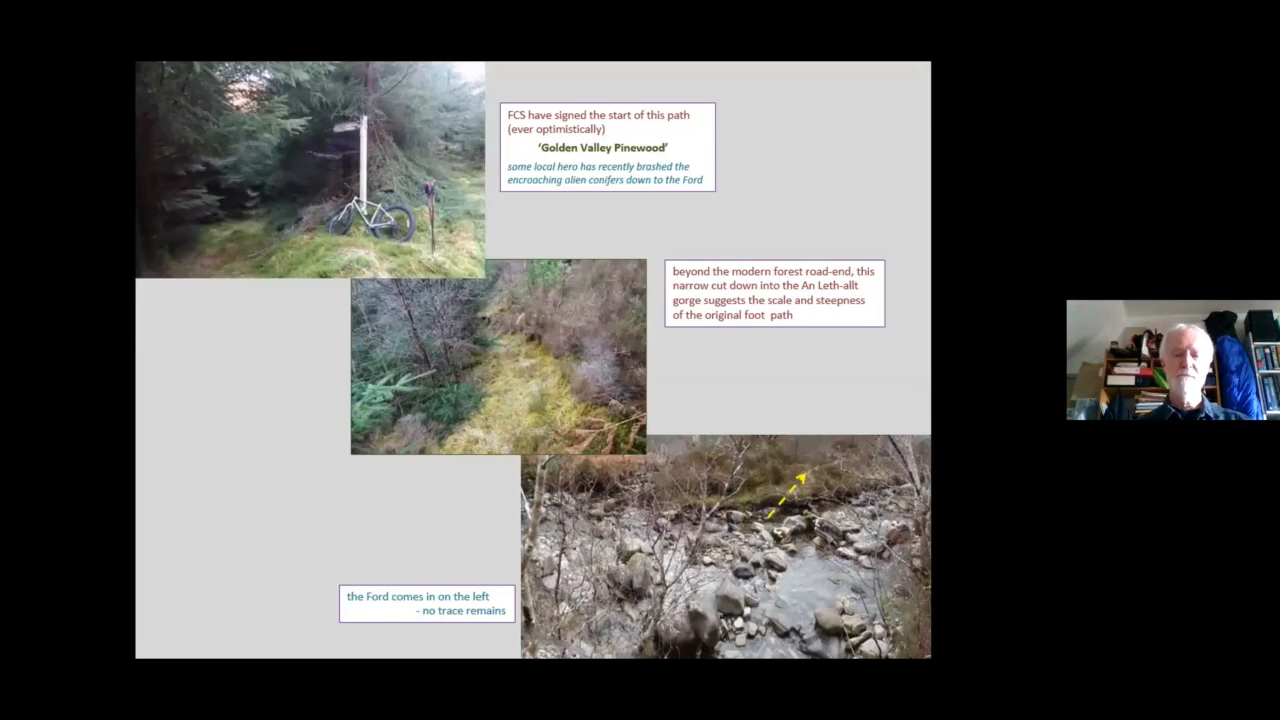 FCS have signed the start of this path
(ever optimistically)
‘Golden Valley Pinewood’
some local hero has recently brashed the
encroaching alien conifers down to the Ford
beyond the modern forest road-end, this
narrow cut down into the An Leth-allt
gorge suggests the scale and steepness
of the original foot path
the Ford comes in on the left
- no trace remains